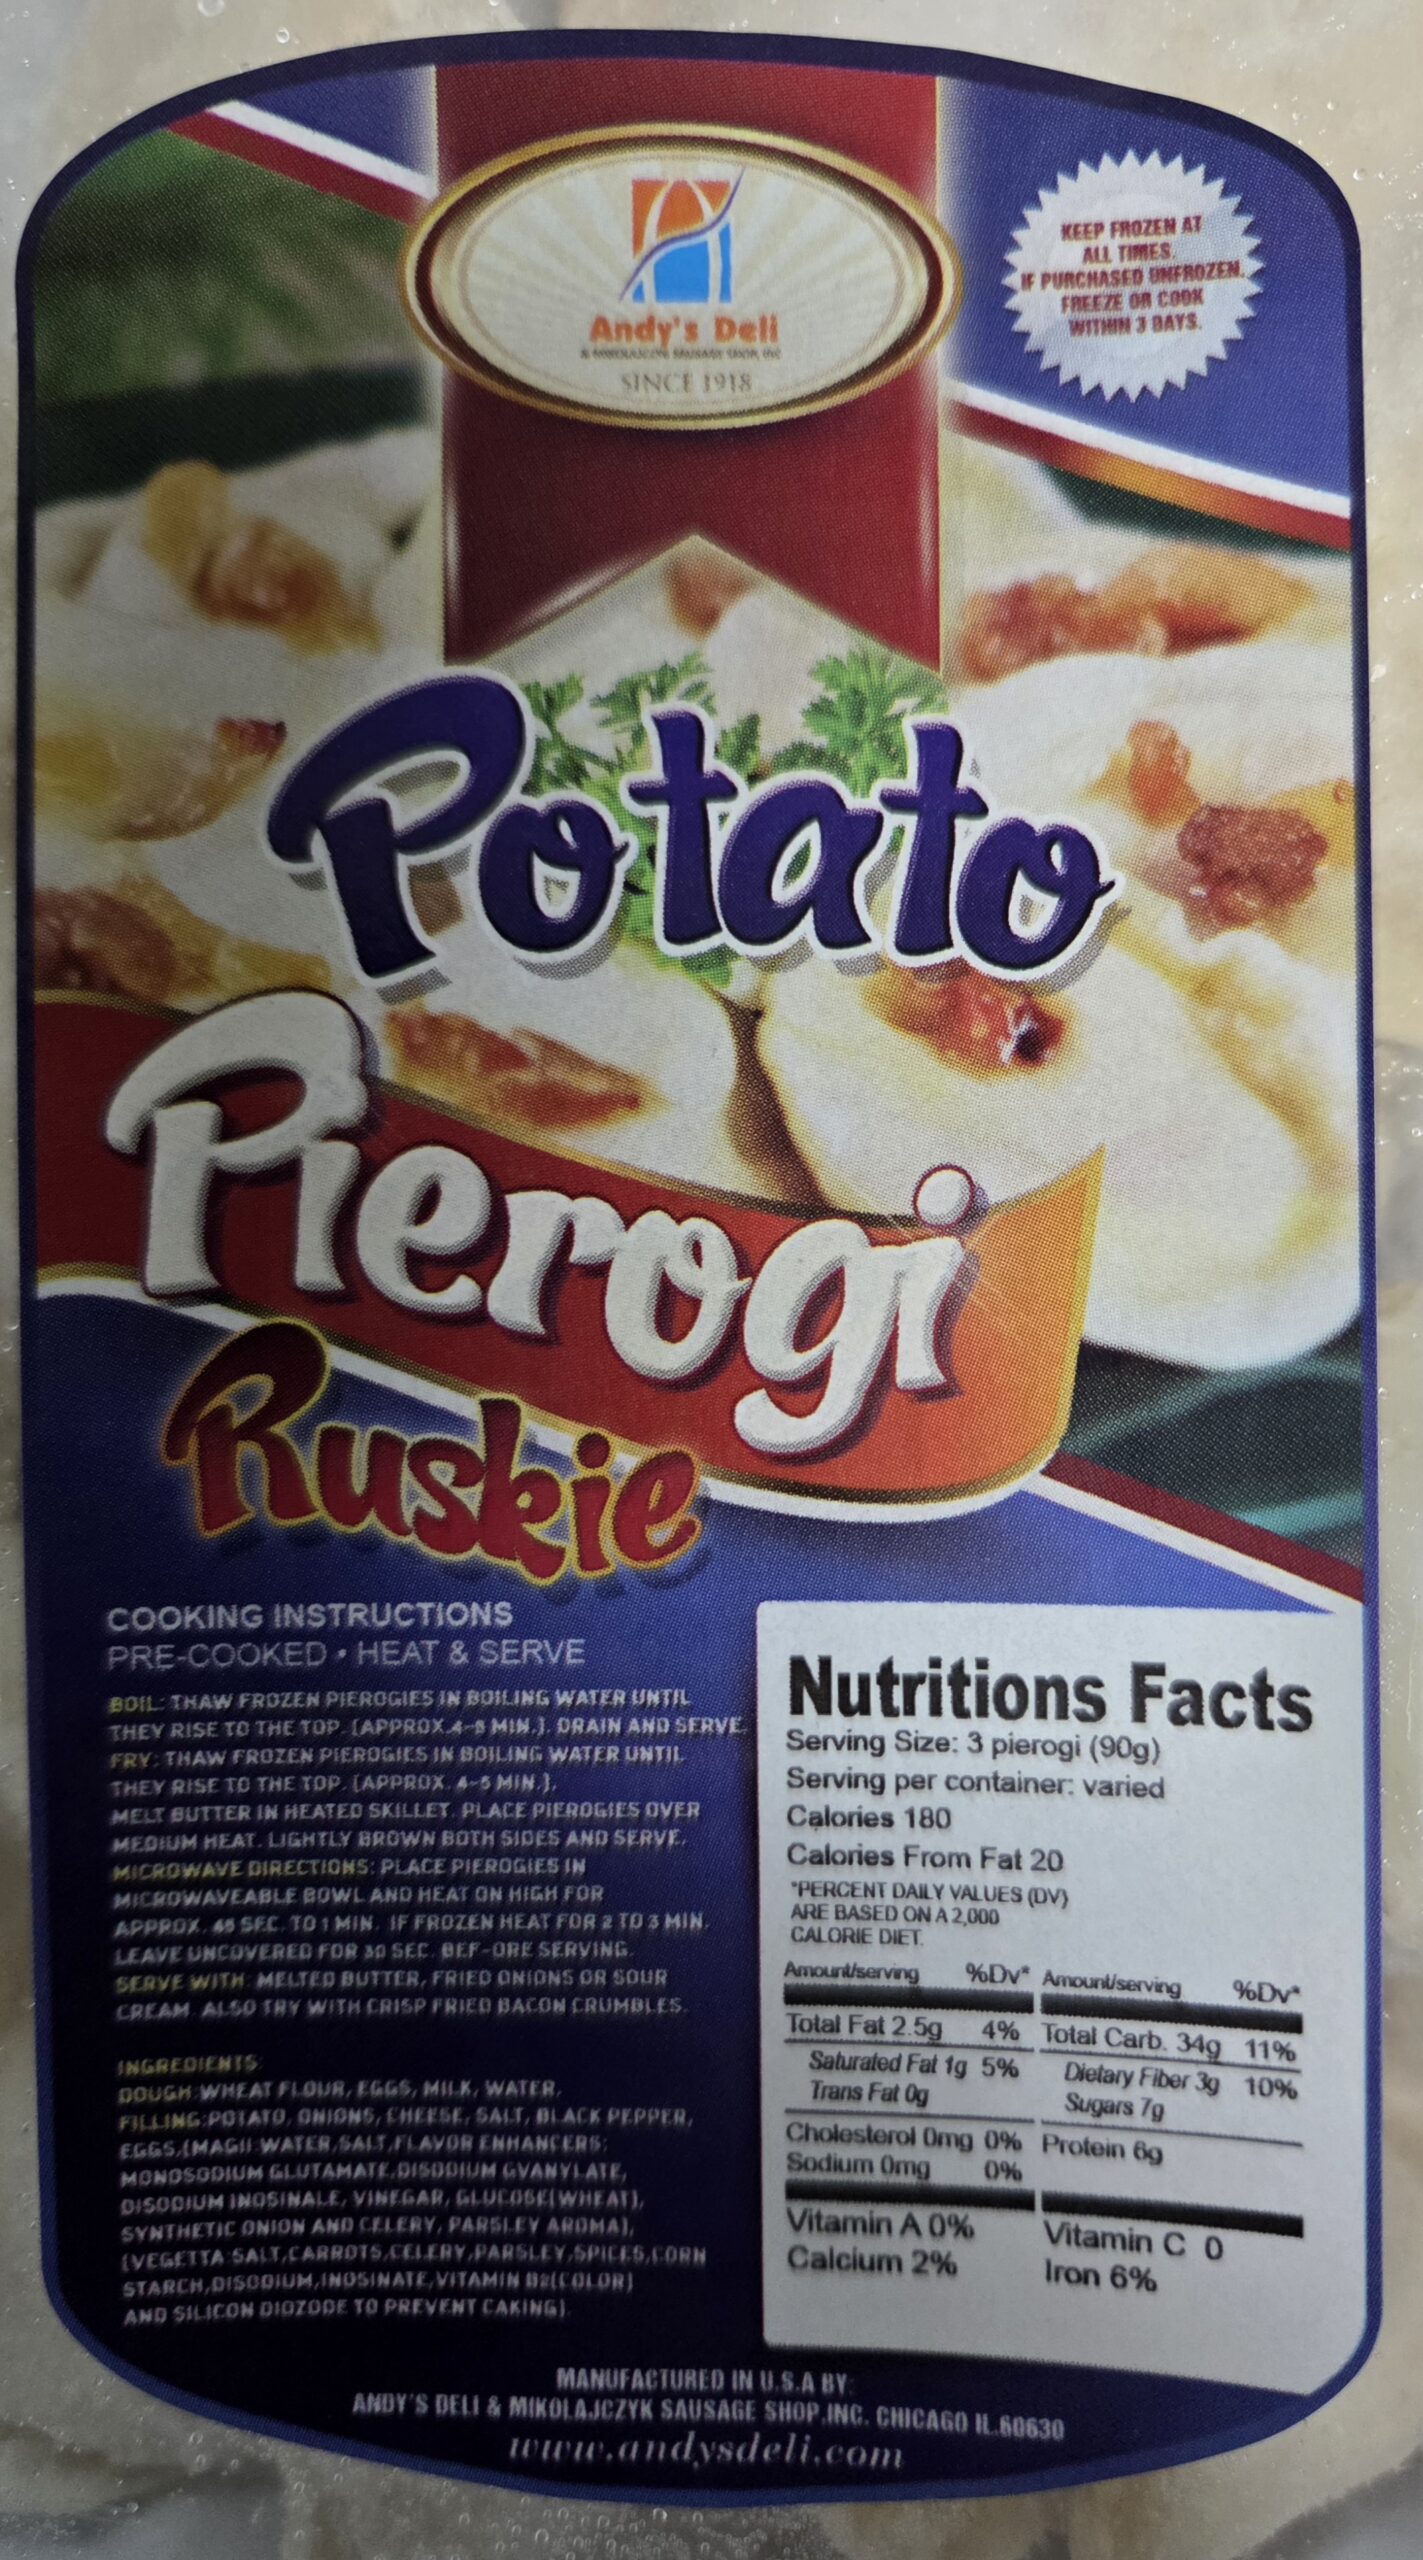 Andy's Deli
& MIKOLAJCZYK SAUSAGE SHOP, INC
SINCE 1918
KEEP FROZEN AT
ALL TIMES.
IF PURCHASED UNFROZEN,
FREEZE OR COOK
WITHIN 3 DAYS.
Potato
Pierogi
Ruskie
COOKING INSTRUCTIONS
PRE-COOKED • HEAT & SERVE
BOIL: THAW FROZEN PIEROGIES IN BOILING WATER UNTIL
THEY RISE TO THE TOP. (APPROX.4-5 MIN.). DRAIN AND SERVE.
FRY: THAW FROZEN PIEROGIES IN BOILING WATER UNTIL
THEY RISE TO THE TOP. (APPROX. 4-5 MIN.),
MELT BUTTER IN HEATED SKILLET. PLACE PIEROGIES OVER
MEDIUM HEAT. LIGHTLY BROWN BOTH SIDES AND SERVE.
MICROWAVE DIRECTIONS: PLACE PIEROGIES IN
MICROWAVEABLE BOWL AND HEAT ON HIGH FOR
APPROX. 45 SEC. TO 1 MIN. IF FROZEN HEAT FOR 2 TO 3 MIN.
LEAVE UNCOVERED FOR 30 SEC. BEF-ORE SERVING.
SERVE WITH: MELTED BUTTER, FRIED ONIONS OR SOUR
CREAM. ALSO TRY WITH CRISP FRIED BACON CRUMBLES.
INGREDIENTS:
DOUGH: WHEAT FLOUR, EGGS, MILK, WATER.
FILLING:POTATO, ONIONS, CHEESE, SALT, BLACK PEPPER,
EGGS,(MAGII:WATER,SALT,FLAVOR ENHANCERS:
MONOSODIUM GLUTAMATE,DISODIUM GVANYLATE,
DISODIUM INOSINALE, VINEGAR, GLUCOSE(WHEAT),
SYNTHETIC ONION AND CELERY, PARSLEY AROMA),
(VEGETTA:SALT,CARROTS,CELERY,PARSLEY,SPICES,CORN
STARCH,DISODIUM,INOSINATE,VITAMIN B2(COLOR)
AND SILICON DIOZODE TO PREVENT CAKING)
Nutritions Facts
Serving Size: 3 pierogi (90g)
Serving per container: varied
Calories 180
Calories From Fat 20
*PERCENT DAILY VALUES (DV)
ARE BASED ON A 2,000
CALORIE DIET.
Amount/serving %Dv* Amount/serving %Dv*
Total Fat 2.5g 4% Total Carb. 34g 11%
Saturated Fat 1g 5% Dietary Fiber 3g 10%
Trans Fat 0g Sugars 7g
Cholesterol 0mg 0% Protein 6g
Sodium 0mg 0%
Vitamin A 0% Vitamin C 0
Calcium 2% Iron 6%
MANUFACTURED IN U.S.A BY:
ANDY'S DELI & MIKOLAJCZYK SAUSAGE SHOP,INC. CHICAGO IL.60630
www.andysdeli.com